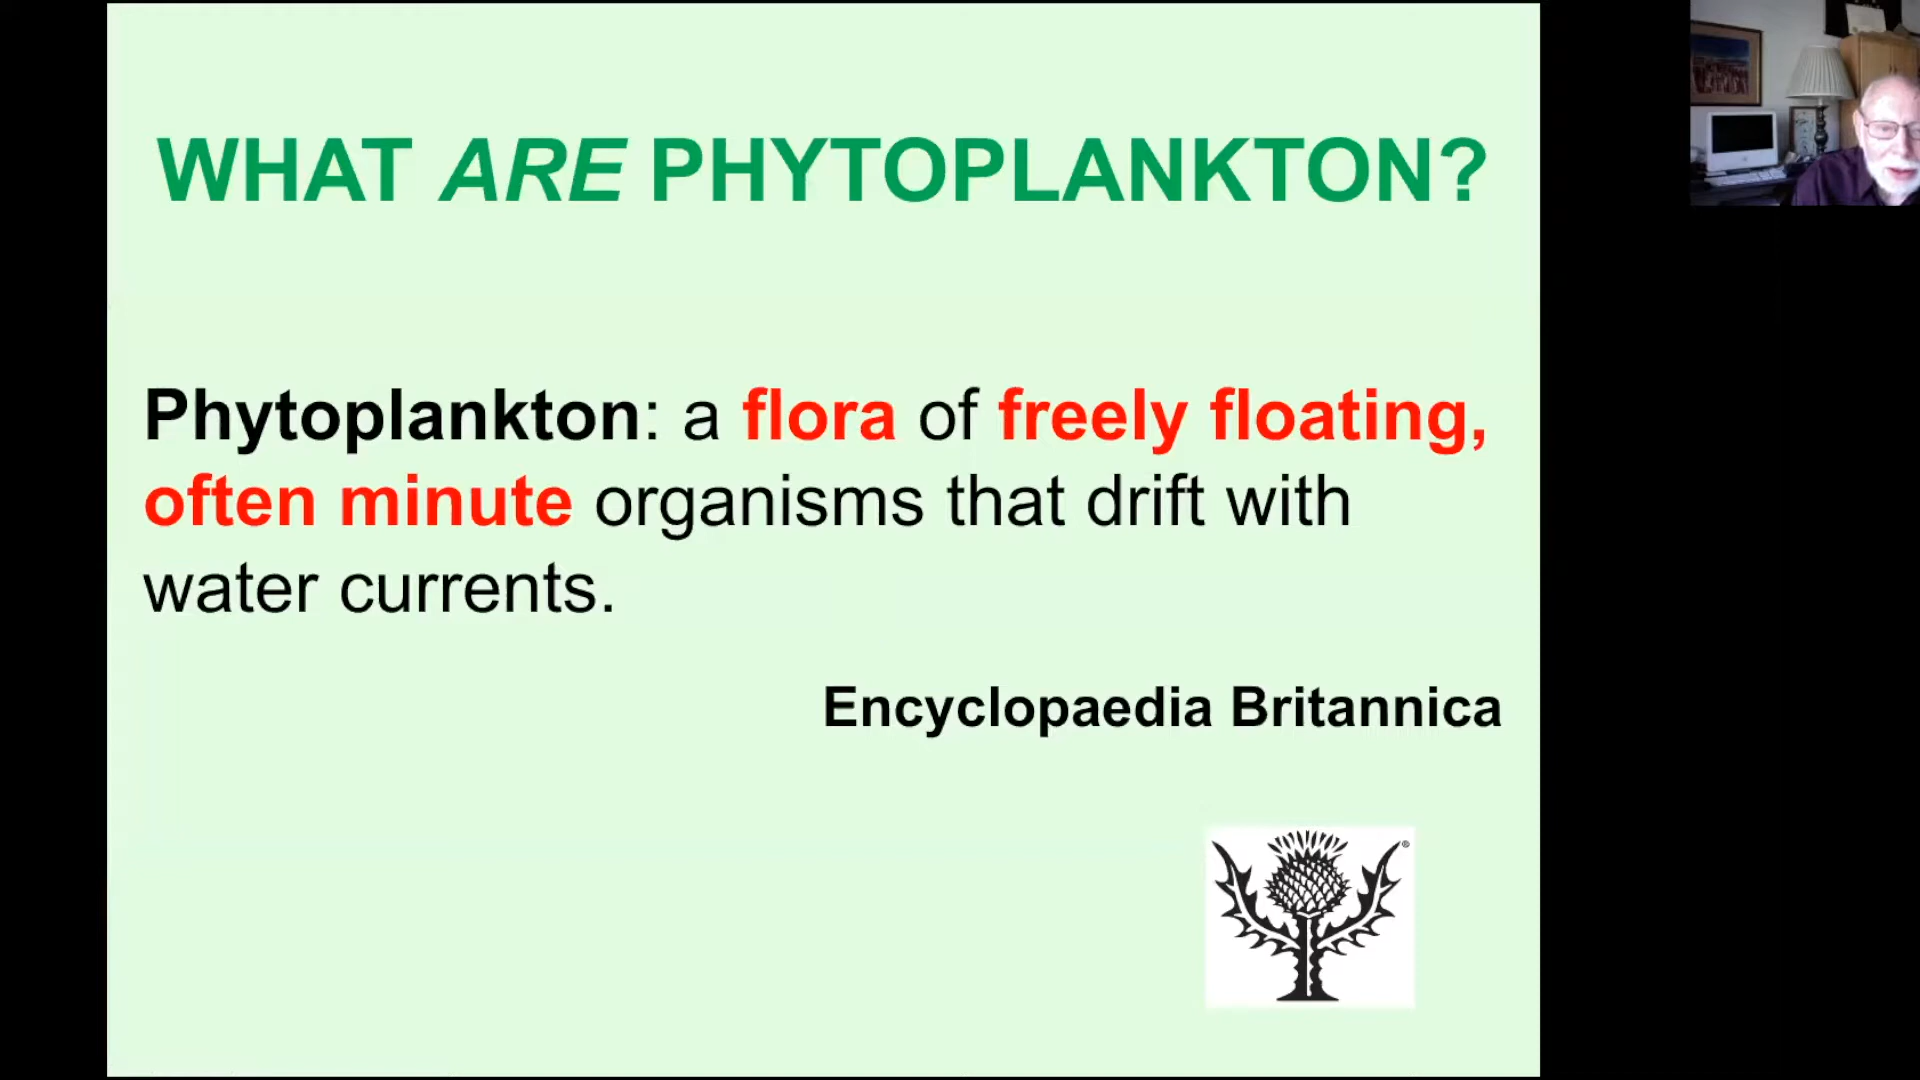 WHAT ARE PHYTOPLANKTON?
Phytoplankton: a flora of freely floating,
often minute organisms that drift with
water currents.
Encyclopaedia Britannica
®